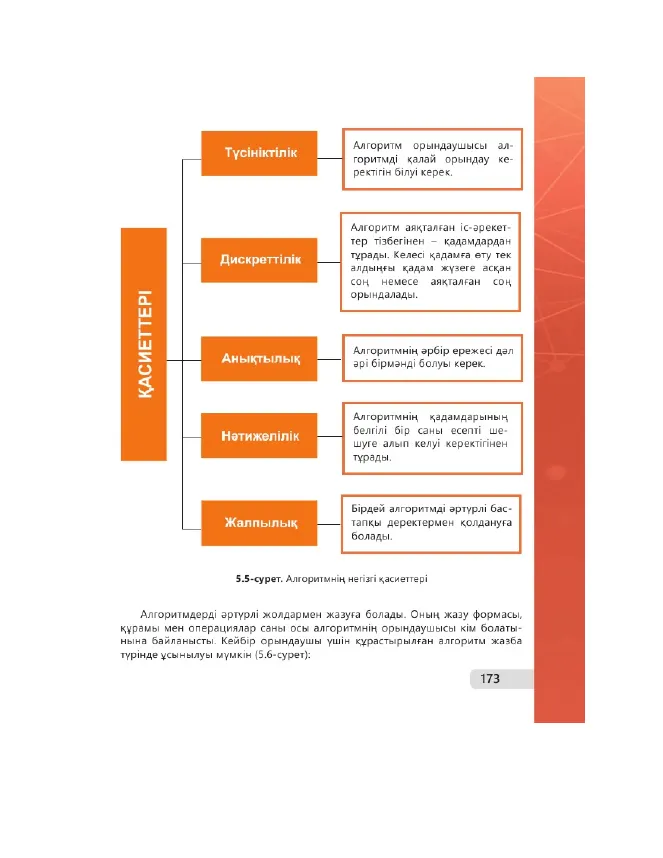 ҚАСИЕТТЕРІ
Түсініктілік
Алгоритм орындаушысы ал-
горитмді қалай орындау ке-
ректігін білуі керек.
Дискреттілік
Алгоритм аяқталған іс-әрекет-
тер тізбегінен – қадамдардан
тұрады. Келесі қадамға өту тек
алдыңғы қадам жүзеге асқан
соң немесе аяқталған соң
орындалады.
Анықтылық
Алгоритмнің әрбір ережесі дәл
әрі бірмәнді болуы керек.
Нәтижелілік
Алгоритмнің қадамдарының
белгілі бір саны есепті ше-
шуге алып келуі керектігінен
тұрады.
Жалпылық
Бірдей алгоритмді әртүрлі бас-
тапқы деректермен қолдануға
болады.
5.5-сурет. Алгоритмнің негізгі қасиеттері
Алгоритмдерді әртүрлі жолдармен жазуға болады. Оның жазу формасы,
құрамы мен операциялар саны осы алгоритмнің орындаушысы кім болаты-
нына байланысты. Кейбір орындаушы үшін құрастырылған алгоритм жазба
түрінде ұсынылуы мүмкін (5.6-сурет):
173